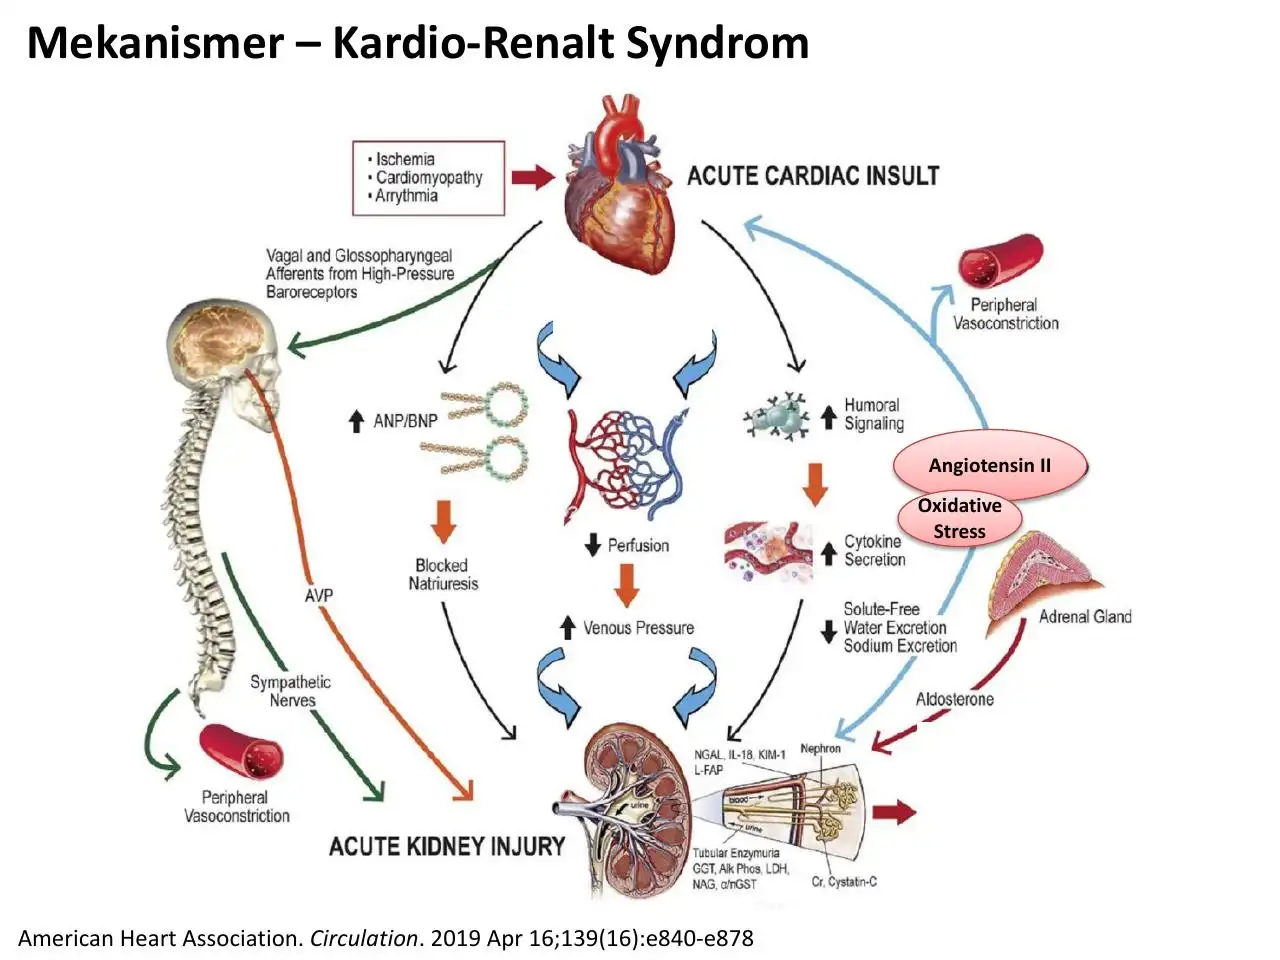 Mekanismer – Kardio-Renalt Syndrom
• Ischemia
• Cardiomyopathy
• Arrythmia
ACUTE CARDIAC INSULT
Vagal and Glossopharyngeal
Afferents from High-Pressure
Baroreceptors
Peripheral
Vasoconstriction
ANP/BNP
Humoral
Signaling
Angiotensin II
Oxidative
Stress
Perfusion
Cytokine
Secretion
Blocked
Natriuresis
AVP
Venous Pressure
Solute-Free
Water Excretion
Sodium Excretion
Adrenal Gland
Sympathetic
Nerves
Aldosterone
Peripheral
Vasoconstriction
NGAL, IL-18, KIM-1
L-FAP
Nephron
blood
urine
urine
ACUTE KIDNEY INJURY
Tubular Enzymuria
GGT, Alk Phos, LDH,
NAG, α/πGST
Cr, Cystatin-C
American Heart Association. Circulation. 2019 Apr 16;139(16):e840-e878